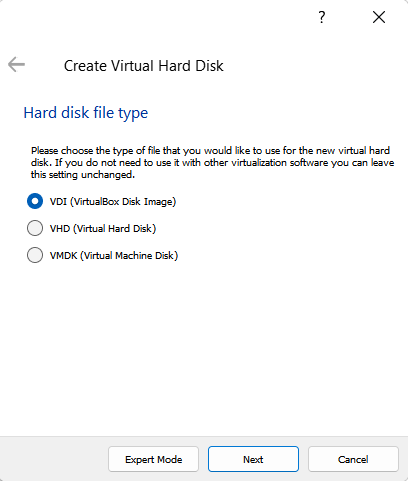 ?
Create Virtual Hard Disk
Hard disk file type
Please choose the type of file that you would like to use for the new virtual hard
disk. If you do not need to use it with other virtualization software you can leave
this setting unchanged.
VDI (VirtualBox Disk Image)
VHD (Virtual Hard Disk)
VMDK (Virtual Machine Disk)
Expert Mode
Next
Cancel